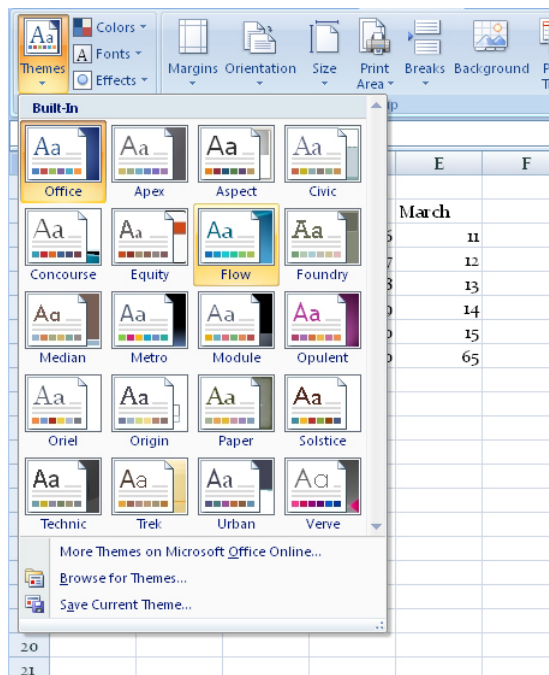 Aa
Colors
A Fonts
Effects
Themes
Margins Orientation Size Print Area Breaks Background
Built-In
E F
Aa Aa Aa Aa
Office Apex Aspect Civic
March
Aa Aa Aa Aa
11
Concourse Equity Flow Foundry
12
13
Aa Aa Aa Aa
14
Median Metro Module Opulent
15
65
Aa Aa Aa Aa
Oriel Origin Paper Solstice
Aa Aa Aa Aa
Technic Trek Urban Verve
More Themes on Microsoft Office Online...
Browse for Themes...
Save Current Theme...
20
21